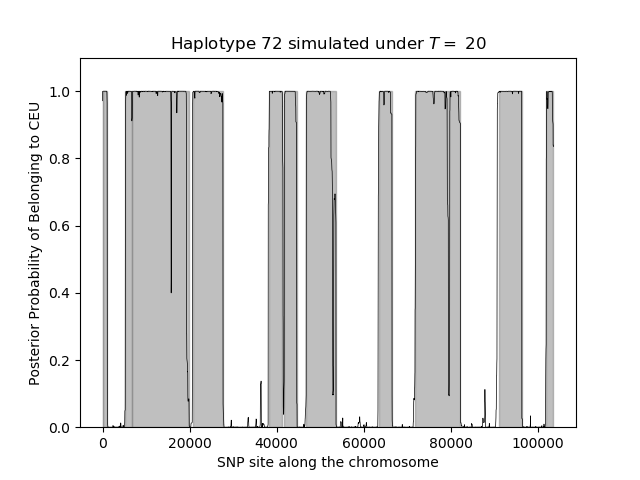 Haplotype 72 simulated under T = 20
Posterior Probability of Belonging to CEU
1.0
0.8
0.6
0.4
0.2
0.0
0 20000 40000 60000 80000 100000
SNP site along the chromosome